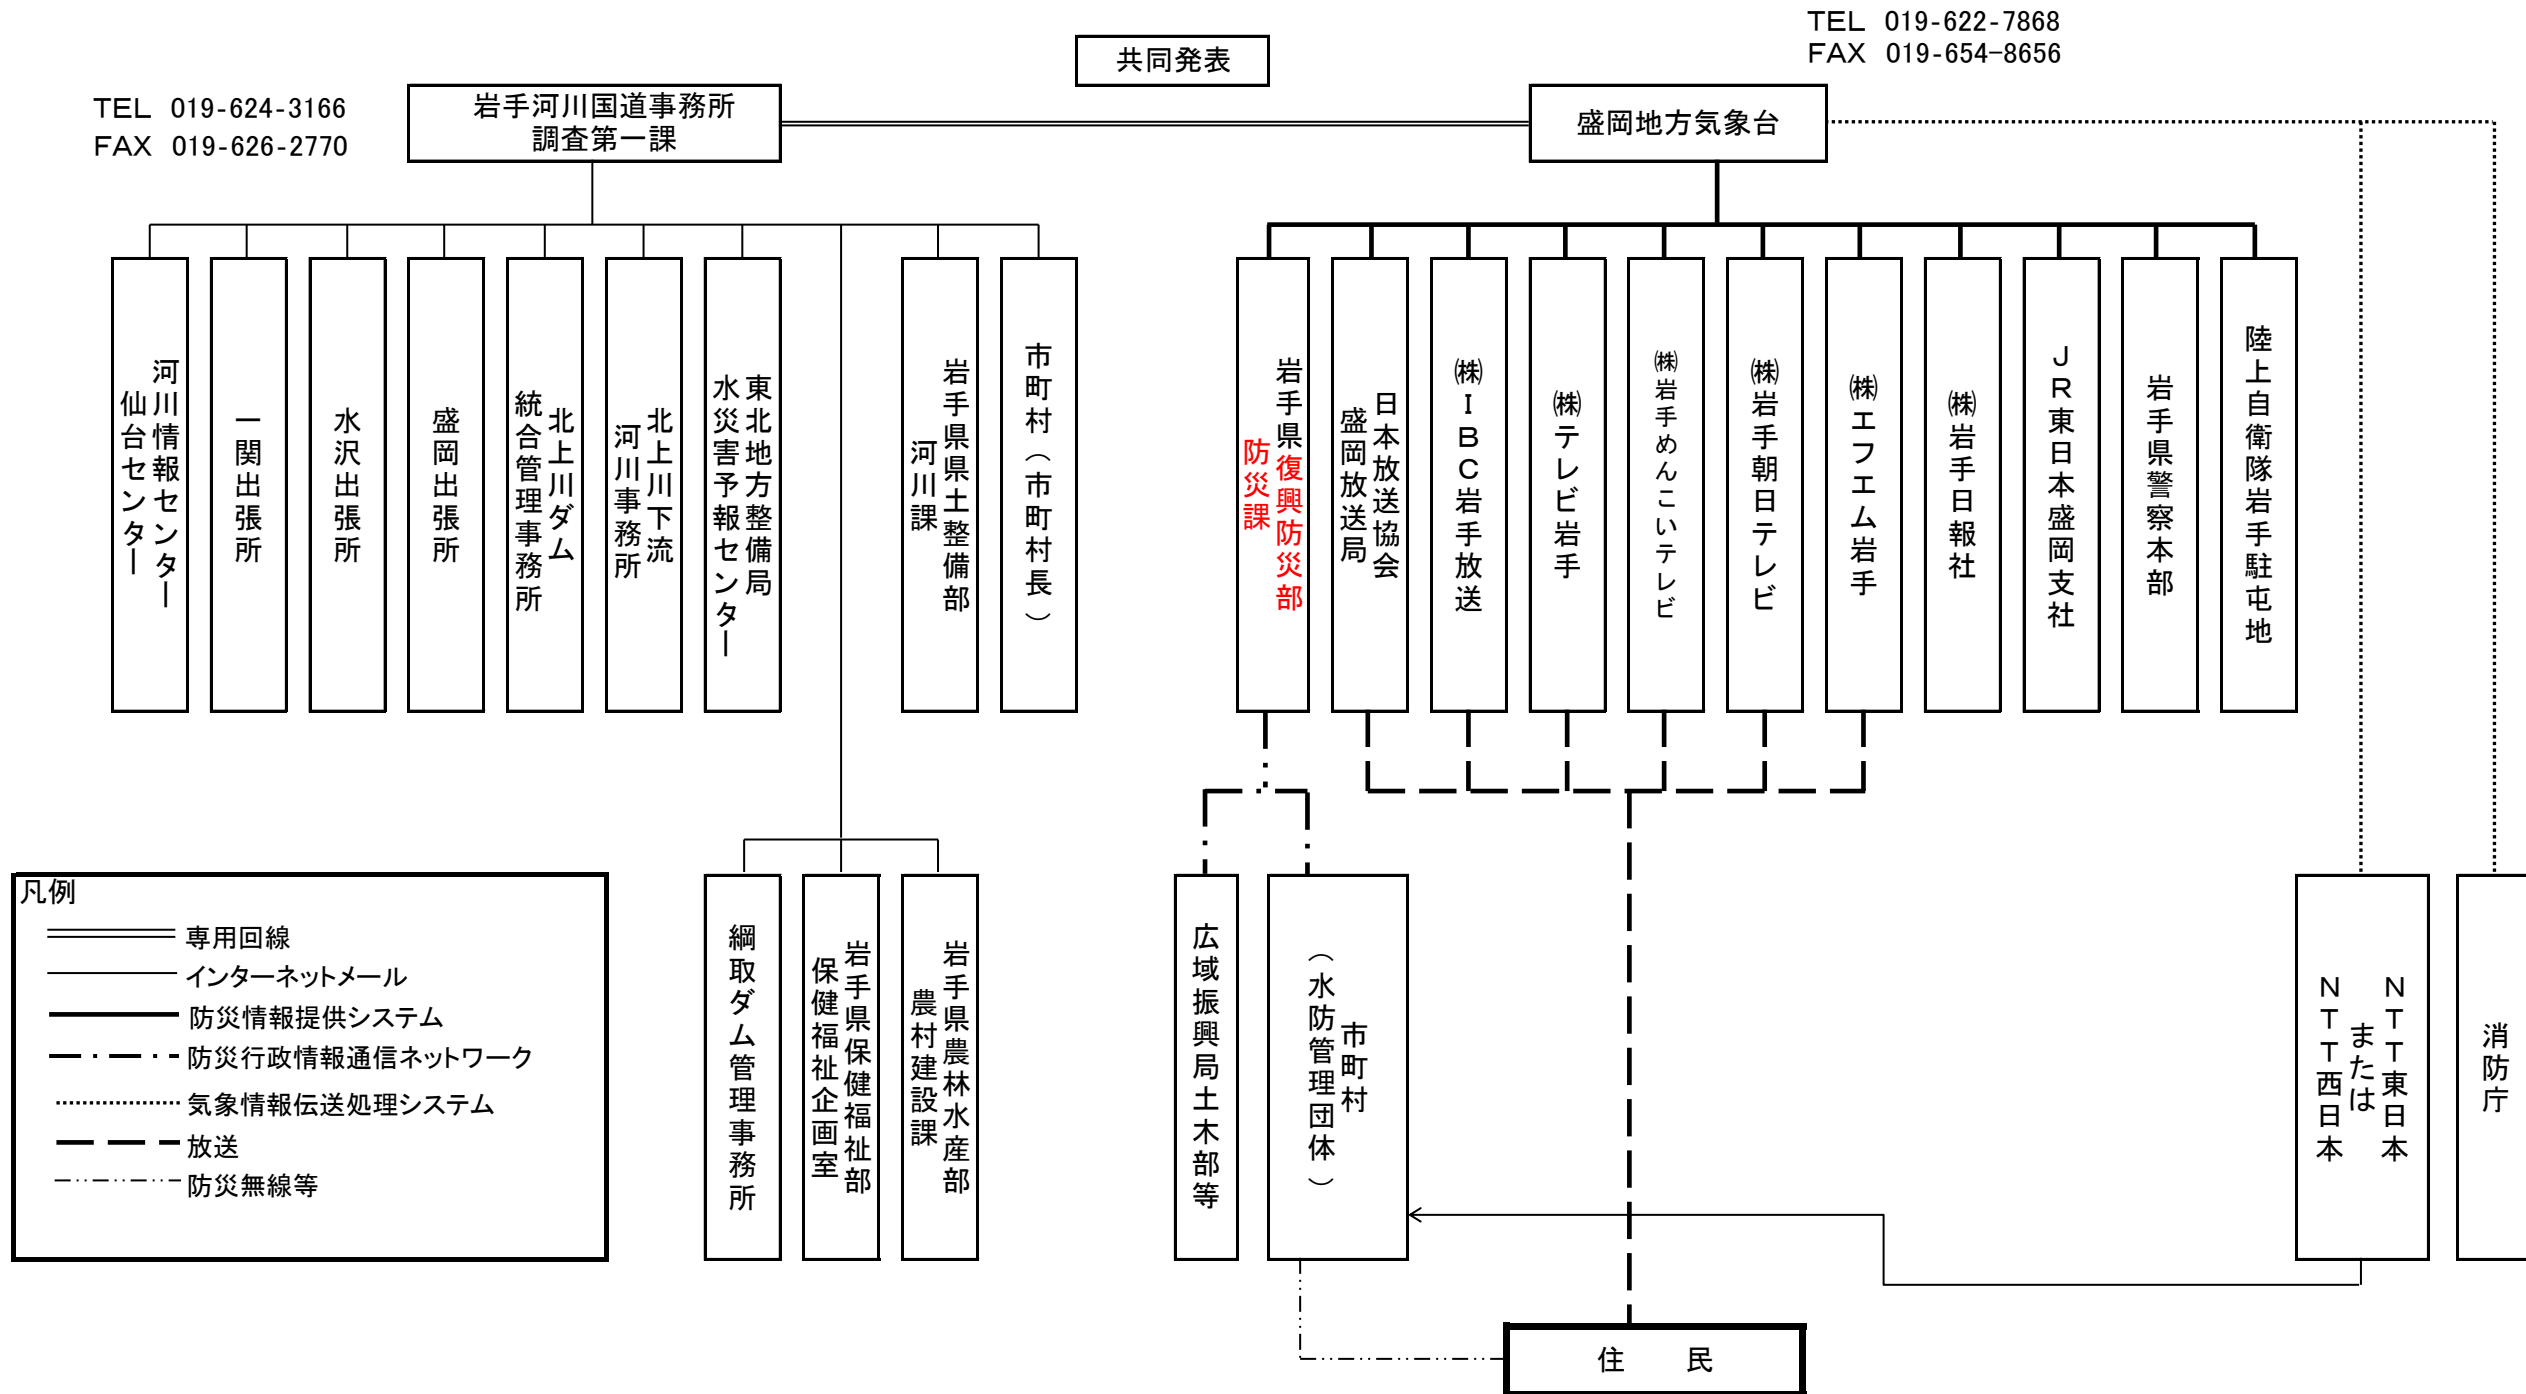 共同発表
TEL 019-622-7868
FAX 019-654-8656
TEL 019-624-3166
FAX 019-626-2770
岩手河川国道事務所
調査第一課
盛岡地方気象台
河川情報センター
仙台センター
一関出張所
水沢出張所
盛岡出張所
北上川ダム
統合管理事務所
北上川下流
河川事務所
東北地方整備局
水災害予報センター
岩手県県土整備部
河川課
市町村(市町村長)
岩手県復興防災部
防災課
日本放送協会
盛岡放送局
㈱IBC岩手放送
㈱テレビ岩手
㈱岩手めんこいテレビ
㈱岩手朝日テレビ
㈱エフエム岩手
㈱岩手日報社
JR東日本盛岡支社
岩手県警察本部
陸上自衛隊岩手駐屯地
凡例
専用回線
インターネットメール
防災情報提供システム
防災行政情報通信ネットワーク
気象情報伝送処理システム
放送
防災無線等
綱取ダム管理事務所
岩手県保健福祉部
保健福祉企画室
岩手県農林水産部
農村建設課
広域振興局土木部等
市町村
(水防管理団体)
NTT東日本
または
NTT西日本
消防庁
住 民